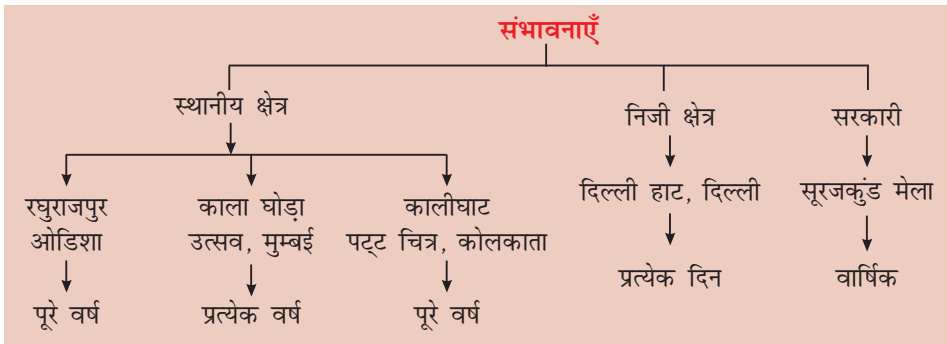 संभावनाएँ
स्थानीय क्षेत्र
निजी क्षेत्र
सरकारी
रघुराजपुर
ओडिशा
काला घोड़ा
उत्सव, मुम्बई
कालीघाट
पट्ट चित्र, कोलकाता
दिल्ली हाट, दिल्ली
सूरजकुंड मेला
पूरे वर्ष
प्रत्येक वर्ष
पूरे वर्ष
प्रत्येक दिन
वार्षिक